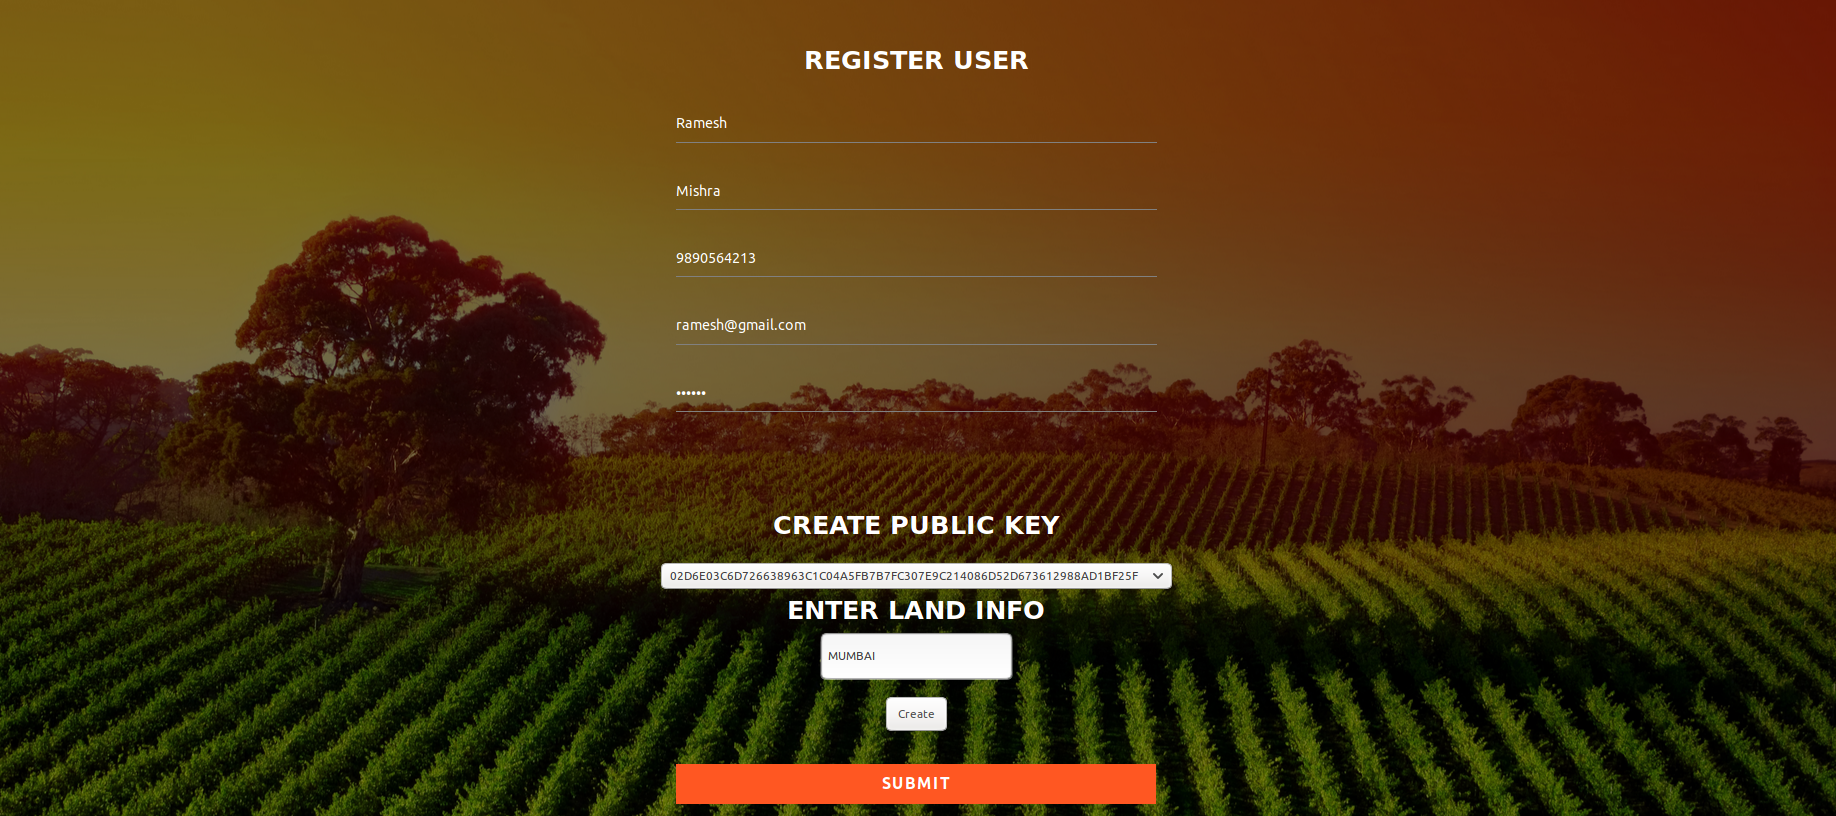 REGISTER USER
Ramesh
Mishra
9890564213
ramesh@gmail.com
••••••
CREATE PUBLIC KEY
02D6E03C6D726638963C1C04A5FB7B7FC307E9C214086D52D673612988AD1BF25F
ENTER LAND INFO
MUMBAI
Create
SUBMIT